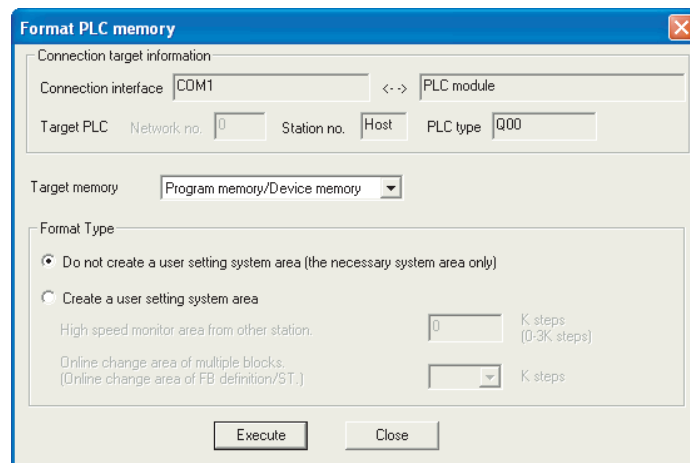 Format PLC memory
Connection target information
Connection interface COM1 <--> PLC module
Target PLC Network no. 0 Station no. Host PLC type Q00
Target memory Program memory/Device memory
Format Type
Do not create a user setting system area (the necessary system area only)
Create a user setting system area
High speed monitor area from other station. 0 K steps
(0-3K steps)
Online change area of multiple blocks.
(Online change area of FB definition/ST.) K steps
Execute Close